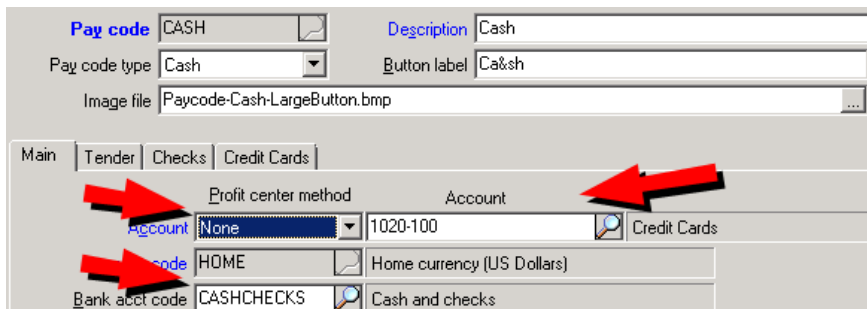 Pay code CASH Description Cash
Pay code type Cash Button label Ca&sh
Image file Paycode-Cash-LargeButton.bmp ...
Main Tender Checks Credit Cards
Profit center method Account
Account None 1020-100 Credit Cards
code HOME Home currency (US Dollars)
Bank acct code CASHCHECKS Cash and checks